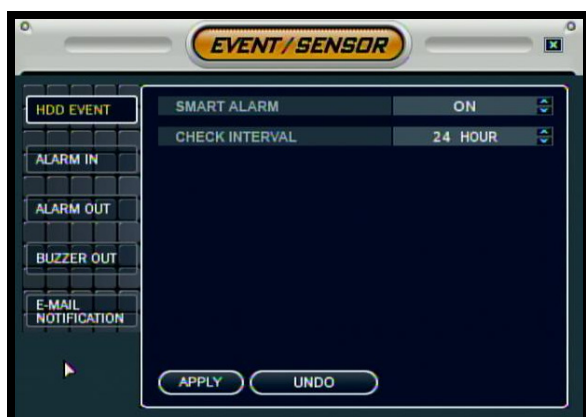 EVENT / SENSOR
HDD EVENT
ALARM IN
ALARM OUT
BUZZER OUT
E-MAIL
NOTIFICATION
SMART ALARM ON
CHECK INTERVAL 24 HOUR
APPLY UNDO